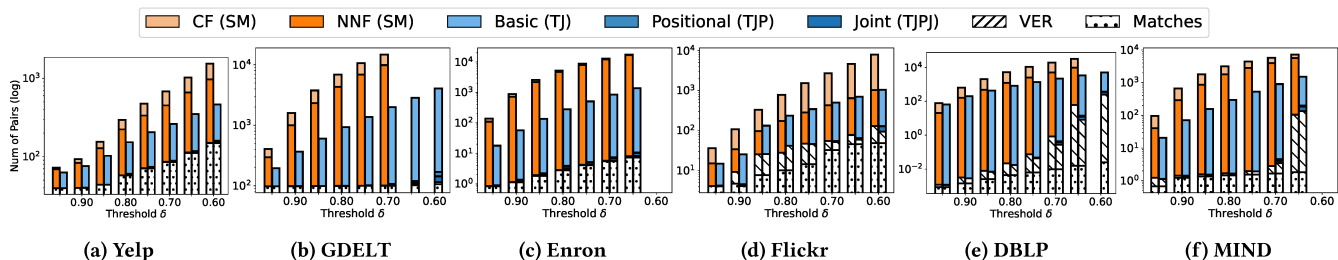 CF (SM) NNF (SM) Basic (TJ) Positional (TJP) Joint (TJPJ) VER Matches
Num of Pairs (log)
10³
10²
0.90 0.80 0.70 0.60
Threshold δ
(a) Yelp
10⁴
10³
10²
0.90 0.80 0.70 0.60
Threshold δ
(b) GDELT
10⁴
10³
10²
10¹
10⁰
0.90 0.80 0.70 0.60
Threshold δ
(c) Enron
10⁴
10³
10²
10¹
0.90 0.80 0.70 0.60
Threshold δ
(d) Flickr
10⁴
10²
10⁰
10⁻²
0.90 0.80 0.70 0.60
Threshold δ
(e) DBLP
10⁴
10³
10²
10¹
10⁰
0.90 0.80 0.70 0.60
Threshold δ
(f) MIND